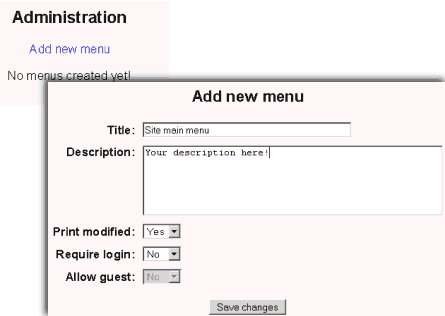 Administration
Add new menu
No menus created yet!
Add new menu
Title: Site main menu
Description: Your description here!
Print modified: Yes
Require login: No
Allow guest: No
Save changes